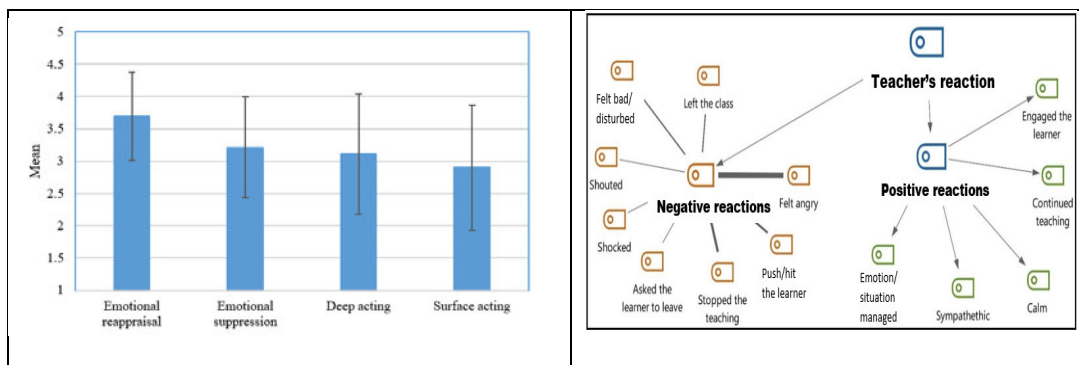 5
4.5
4
3.5
3
2.5
2
1.5
1
Mean
Emotional
reappraisal
Emotional
suppression
Deep acting
Surface acting
Teacher's reaction
Felt bad/
disturbed
Left the class
Engaged the
learner
Shouted
Negative reactions
Felt angry
Positive reactions
Continued
teaching
Shocked
Asked the
learner to leave
Stopped the
teaching
Push/hit
the learner
Emotion/
situation
managed
Sympathethic
Calm